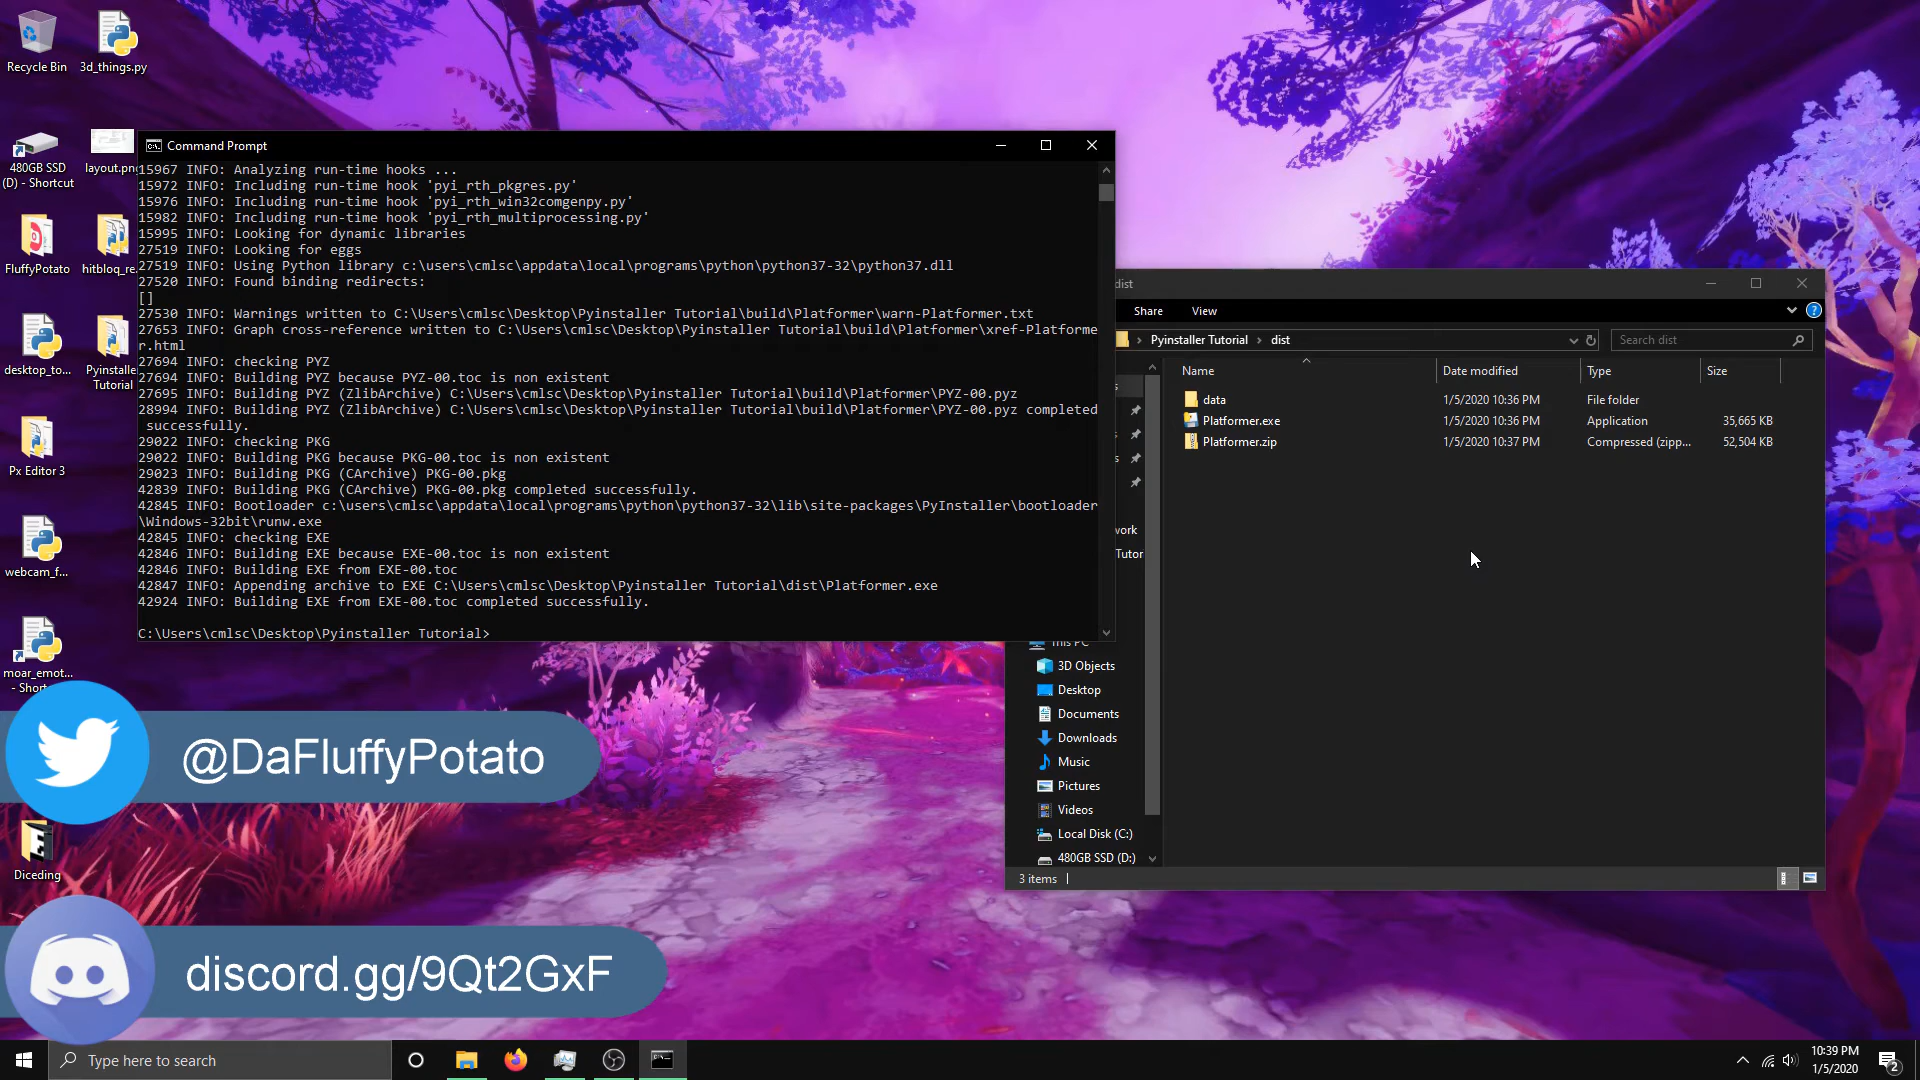 Recycle Bin
3d_things.py
480GB SSD
(D) - Shortcut
layout.png
FluffyPotato
hitbloq_re...
desktop_to...
Pyinstaller
Tutorial
Px Editor 3
webcam_f...
moar_emot...
- Shor
Diceding
Command Prompt
15967 INFO: Analyzing run-time hooks ...
15972 INFO: Including run-time hook 'pyi_rth_pkgres.py'
15976 INFO: Including run-time hook 'pyi_rth_win32comgenpy.py'
15982 INFO: Including run-time hook 'pyi_rth_multiprocessing.py'
15995 INFO: Looking for dynamic libraries
27519 INFO: Looking for eggs
27519 INFO: Using Python library c:\users\cmlsc\appdata\local\programs\python\python37-32\python37.dll
27520 INFO: Found binding redirects:
[]
27530 INFO: Warnings written to C:\Users\cmlsc\Desktop\Pyinstaller Tutorial\build\Platformer\warn-Platformer.txt
27653 INFO: Graph cross-reference written to C:\Users\cmlsc\Desktop\Pyinstaller Tutorial\build\Platformer\xref-Platforme
r.html
27694 INFO: checking PYZ
27694 INFO: Building PYZ because PYZ-00.toc is non existent
27695 INFO: Building PYZ (ZlibArchive) C:\Users\cmlsc\Desktop\Pyinstaller Tutorial\build\Platformer\PYZ-00.pyz
28994 INFO: Building PYZ (ZlibArchive) C:\Users\cmlsc\Desktop\Pyinstaller Tutorial\build\Platformer\PYZ-00.pyz completed
successfully.
29022 INFO: checking PKG
29022 INFO: Building PKG because PKG-00.toc is non existent
29023 INFO: Building PKG (CArchive) PKG-00.pkg
42839 INFO: Building PKG (CArchive) PKG-00.pkg completed successfully.
42845 INFO: Bootloader c:\users\cmlsc\appdata\local\programs\python\python37-32\lib\site-packages\PyInstaller\bootloader
\Windows-32bit\runw.exe
42845 INFO: checking EXE
42846 INFO: Building EXE because EXE-00.toc is non existent
42846 INFO: Building EXE from EXE-00.toc
42847 INFO: Appending archive to EXE C:\Users\cmlsc\Desktop\Pyinstaller Tutorial\dist\Platformer.exe
42924 INFO: Building EXE from EXE-00.toc completed successfully.
C:\Users\cmlsc\Desktop\Pyinstaller Tutorial>
dist
Share View
Pyinstaller Tutorial > dist
Search dist
Name Date modified Type Size
data 1/5/2020 10:36 PM File folder
Platformer.exe 1/5/2020 10:36 PM Application 35,665 KB
Platformer.zip 1/5/2020 10:37 PM Compressed (zipp... 52,504 KB
work
Tutor
This PC
3D Objects
Desktop
Documents
Downloads
Music
Pictures
Videos
Local Disk (C:)
480GB SSD (D:)
3 items
@DaFluffyPotato
discord.gg/9Qt2GxF
Type here to search
10:39 PM
1/5/2020
2